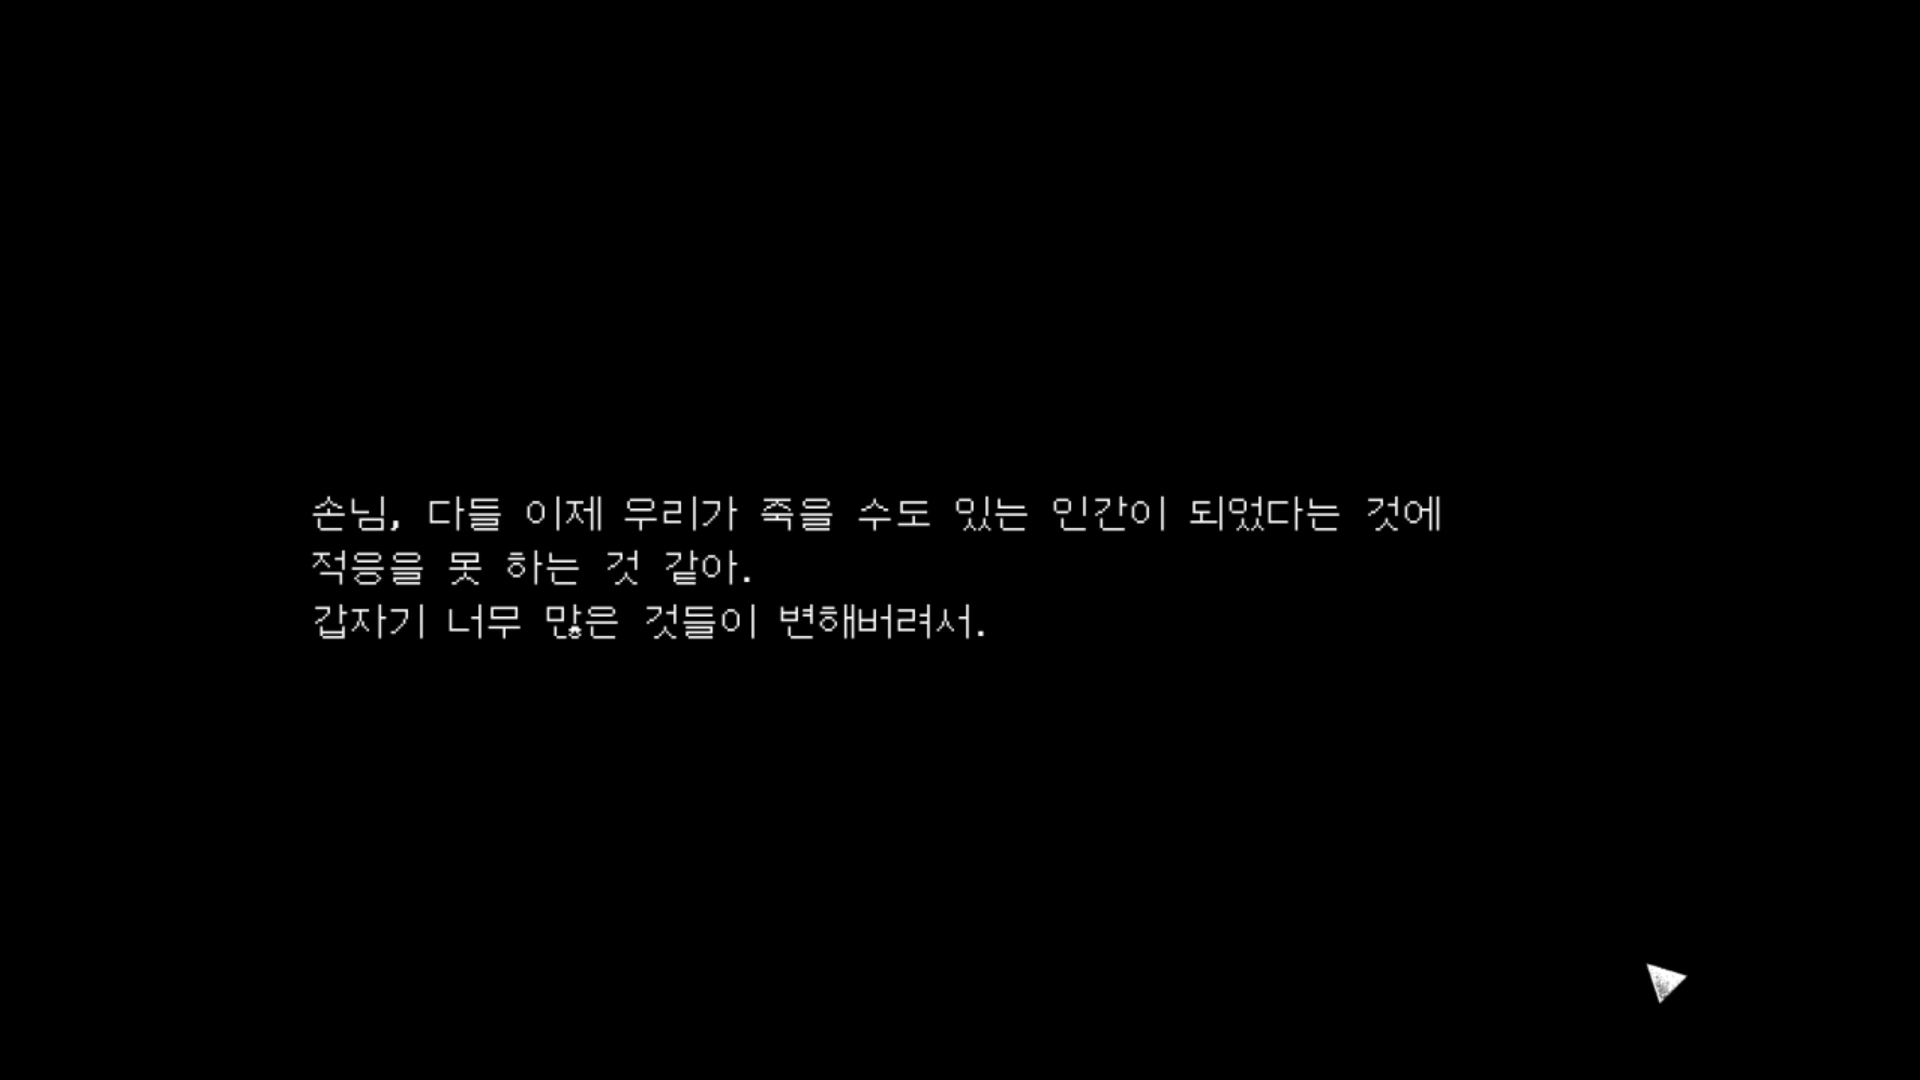 손님, 다들 이제 우리가 죽을 수도 있는 인간이 되었다는 것에
적응을 못 하는 것 같아.
갑자기 너무 많은 것들이 변해버려서.